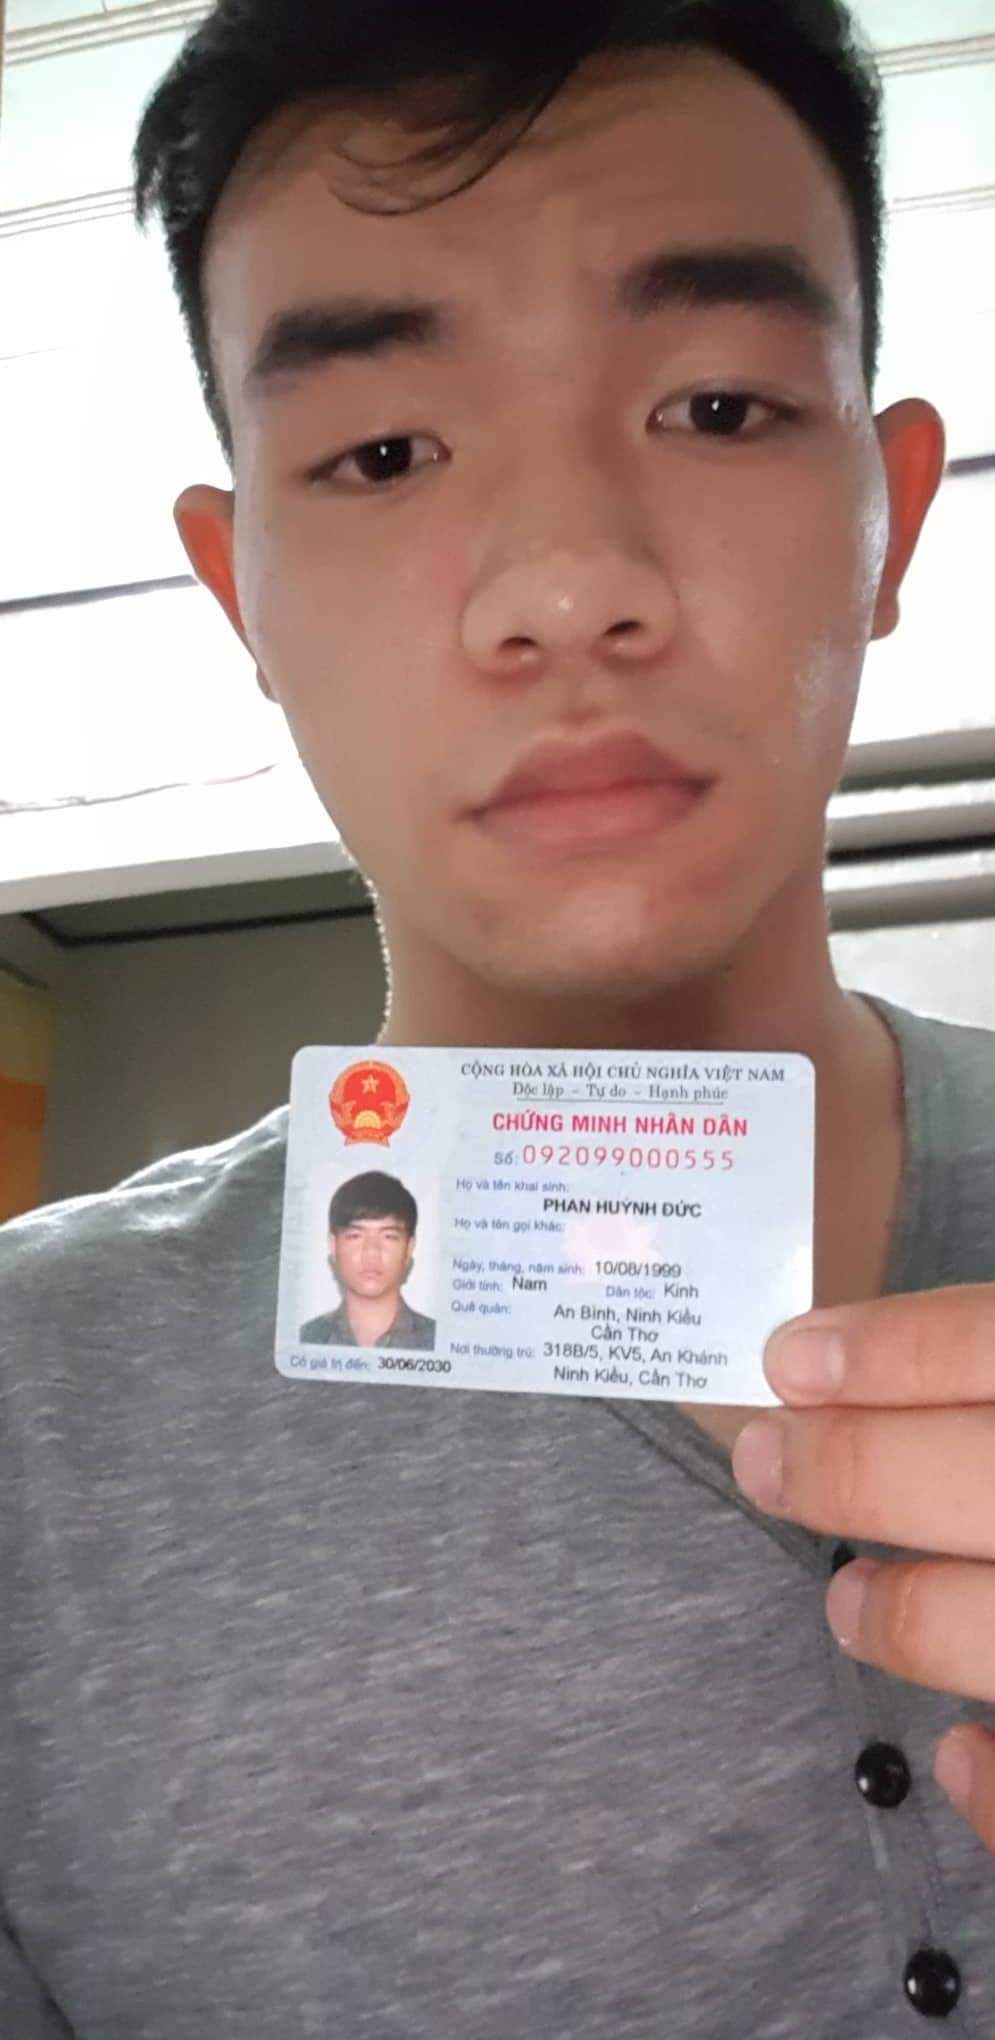 CỘNG HÒA XÃ HỘI CHỦ NGHĨA VIỆT NAM
Độc lập - Tự do - Hạnh phúc
CHỨNG MINH NHÂN DÂN
Số: 092099000555
Họ và tên khai sinh:
PHAN HUỲNH ĐỨC
Họ và tên gọi khác:
Ngày, tháng, năm sinh: 10/08/1999
Giới tính: Nam Dân tộc: Kinh
Quê quán: An Bình, Ninh Kiều
Cần Thơ
Nơi thường trú: 318B/5, KV5, An Khánh
Ninh Kiều, Cần Thơ
Có giá trị đến: 30/06/2030